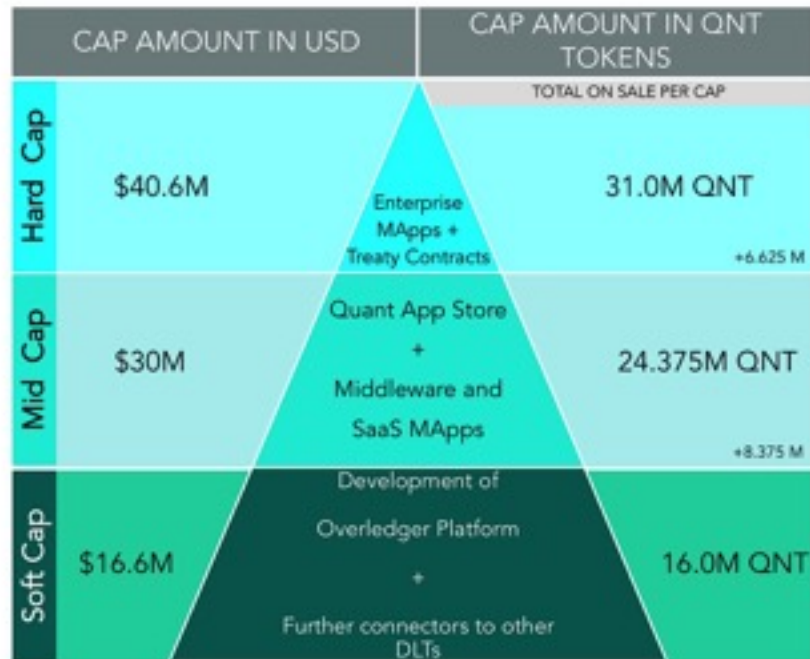 CAP AMOUNT IN USD
CAP AMOUNT IN QNT
TOKENS
TOTAL ON SALE PER CAP
Hard Cap
$40.6M
Enterprise
MApps +
Treaty Contracts
31.0M QNT
+6.625 M
Mid Cap
$30M
Quant App Store
+
Middleware and
SaaS MApps
24.375M QNT
+8.375 M
Soft Cap
$16.6M
Development of
Overledger Platform
+
Further connectors to other
DLTs
16.0M QNT